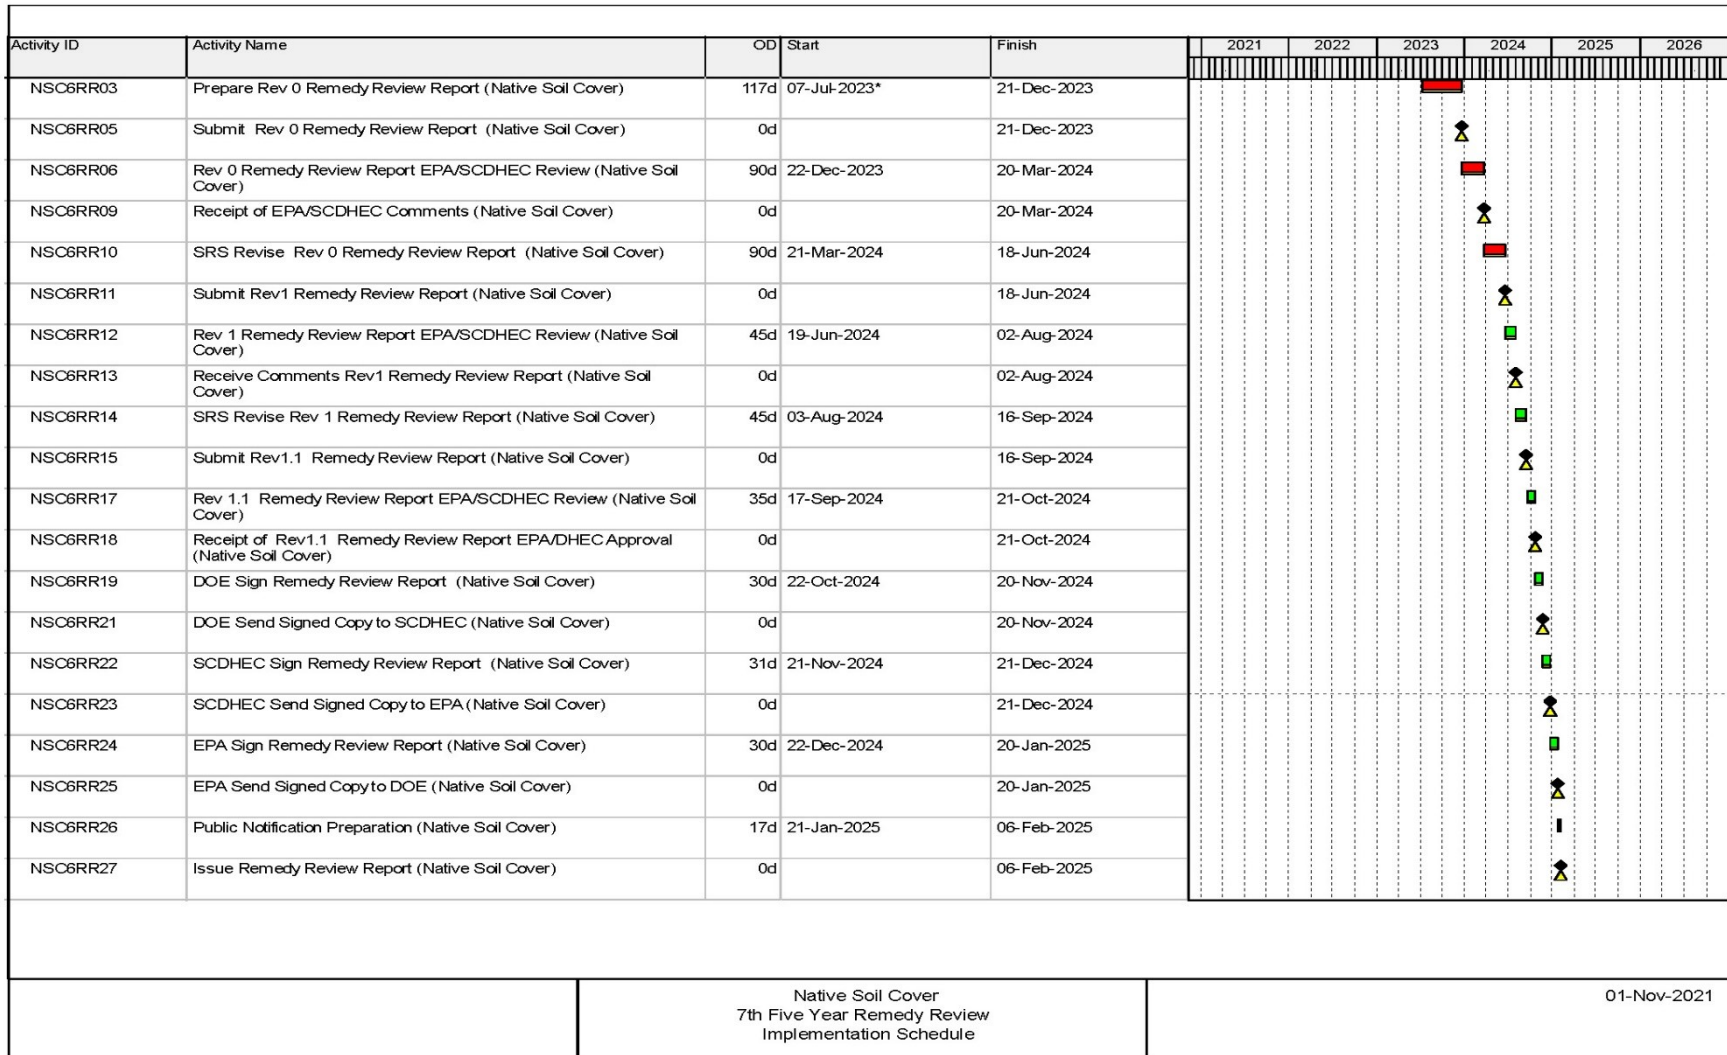 Activity ID Activity Name OD Start Finish 2021 2022 2023 2024 2025 2026
NSC6RR03 Prepare Rev 0 Remedy Review Report (Native Soil Cover) 117d 07-Jul-2023* 21-Dec-2023
NSC6RR05 Submit Rev 0 Remedy Review Report (Native Soil Cover) 0d 21-Dec-2023
NSC6RR06 Rev 0 Remedy Review Report EPA/SCDHEC Review (Native Soil 90d 22-Dec-2023 20-Mar-2024
Cover)
NSC6RR09 Receipt of EPA/SCDHEC Comments (Native Soil Cover) 0d 20-Mar-2024
NSC6RR10 SRS Revise Rev 0 Remedy Review Report (Native Soil Cover) 90d 21-Mar-2024 18-Jun-2024
NSC6RR11 Submit Rev1 Remedy Review Report (Native Soil Cover) 0d 18-Jun-2024
NSC6RR12 Rev 1 Remedy Review Report EPA/SCDHEC Review (Native Soil 45d 19-Jun-2024 02-Aug-2024
Cover)
NSC6RR13 Receive Comments Rev1 Remedy Review Report (Native Soil 0d 02-Aug-2024
Cover)
NSC6RR14 SRS Revise Rev 1 Remedy Review Report (Native Soil Cover) 45d 03-Aug-2024 16-Sep-2024
NSC6RR15 Submit Rev1.1 Remedy Review Report (Native Soil Cover) 0d 16-Sep-2024
NSC6RR17 Rev 1.1 Remedy Review Report EPA/SCDHEC Review (Native Soil 35d 17-Sep-2024 21-Oct-2024
Cover)
NSC6RR18 Receipt of Rev1.1 Remedy Review Report EPA/DHEC Approval 0d 21-Oct-2024
(Native Soil Cover)
NSC6RR19 DOE Sign Remedy Review Report (Native Soil Cover) 30d 22-Oct-2024 20-Nov-2024
NSC6RR21 DOE Send Signed Copy to SCDHEC (Native Soil Cover) 0d 20-Nov-2024
NSC6RR22 SCDHEC Sign Remedy Review Report (Native Soil Cover) 31d 21-Nov-2024 21-Dec-2024
NSC6RR23 SCDHEC Send Signed Copy to EPA (Native Soil Cover) 0d 21-Dec-2024
NSC6RR24 EPA Sign Remedy Review Report (Native Soil Cover) 30d 22-Dec-2024 20-Jan-2025
NSC6RR25 EPA Send Signed Copy to DOE (Native Soil Cover) 0d 20-Jan-2025
NSC6RR26 Public Notification Preparation (Native Soil Cover) 17d 21-Jan-2025 06-Feb-2025
NSC6RR27 Issue Remedy Review Report (Native Soil Cover) 0d 06-Feb-2025
Native Soil Cover 01-Nov-2021
7th Five Year Remedy Review
Implementation Schedule